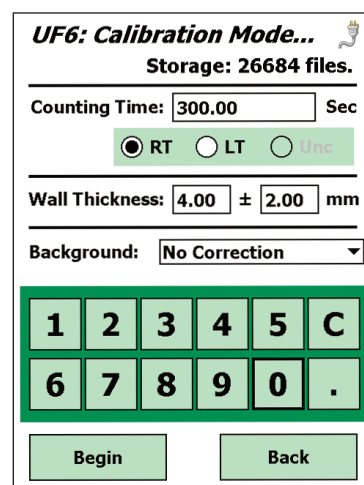 UF6: Calibration Mode...
Storage: 26684 files.
Counting Time: 300.00 Sec
RT LT Unc
Wall Thickness: 4.00 ± 2.00 mm
Background: No Correction
1 2 3 4 5 C
6 7 8 9 0 .
Begin Back